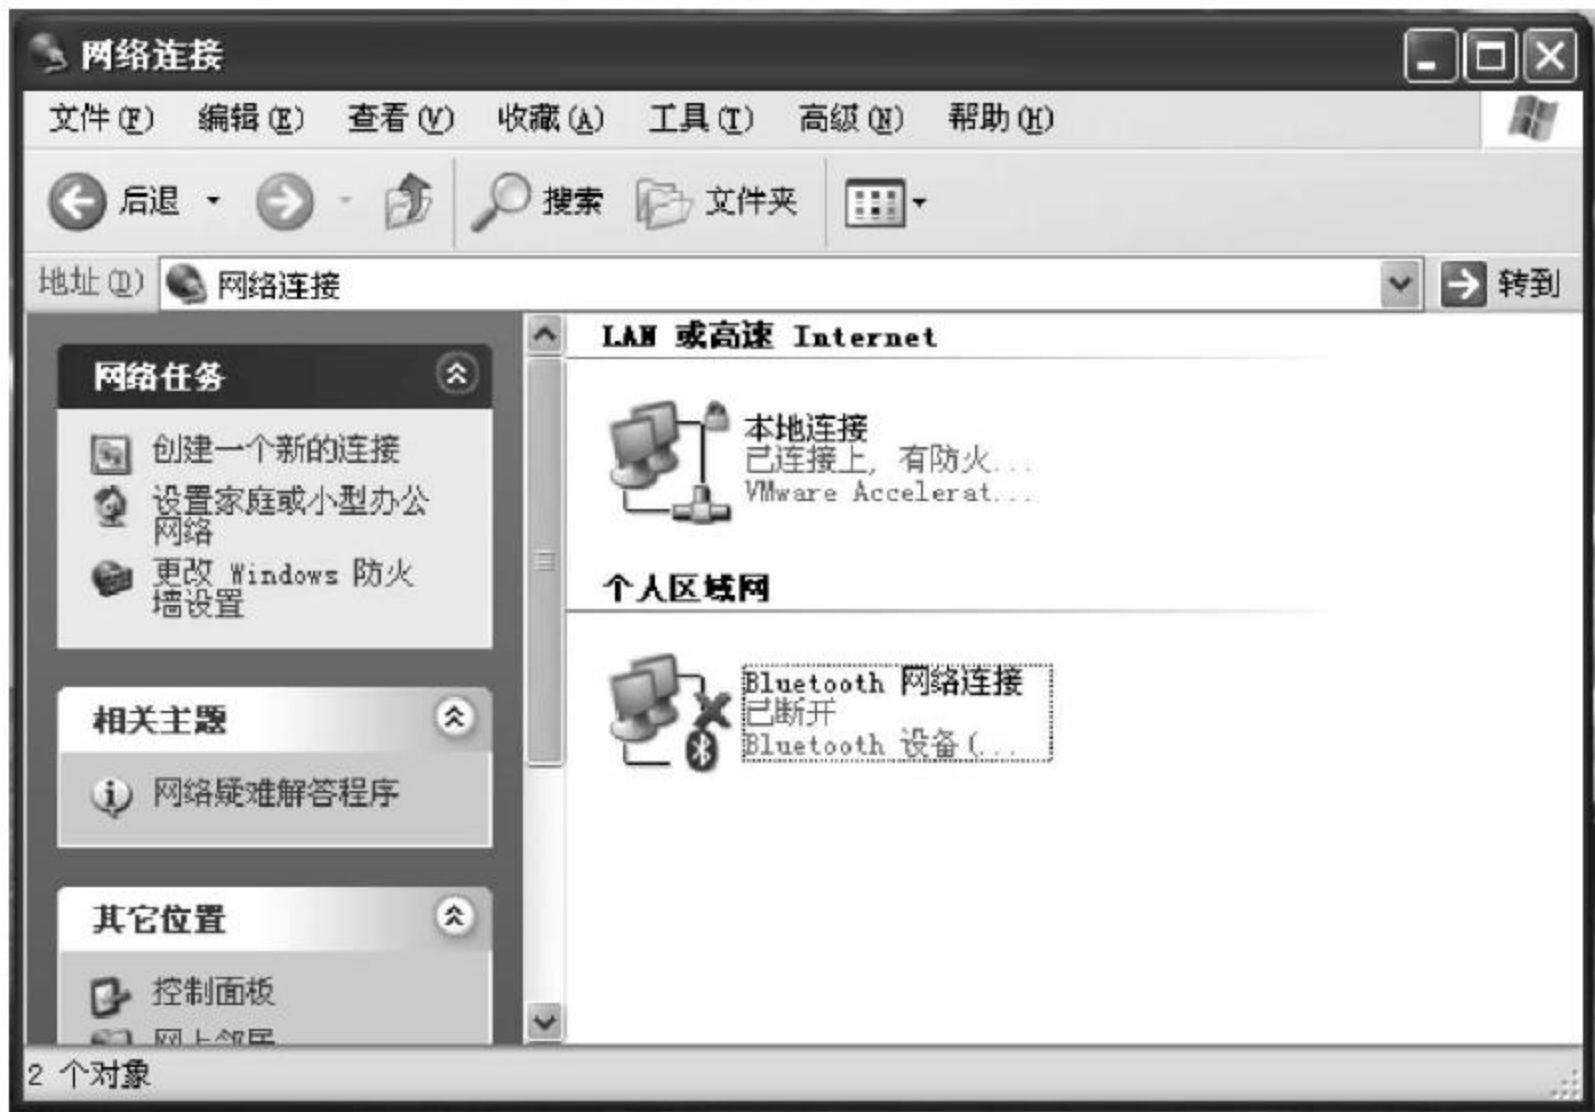 网络连接
文件(F) 编辑(E) 查看(V) 收藏(A) 工具(T) 高级(N) 帮助(H)
后退 搜索 文件夹
地址(D) 网络连接 转到
网络任务
创建一个新的连接
设置家庭或小型办公
网络
更改 Windows 防火
墙设置
相关主题
网络疑难解答程序
其它位置
控制面板
网上邻居
LAN 或高速 Internet
本地连接
已连接上, 有防火...
VMware Accelerat...
个人区域网
Bluetooth 网络连接
已断开
Bluetooth 设备(...
2 个对象